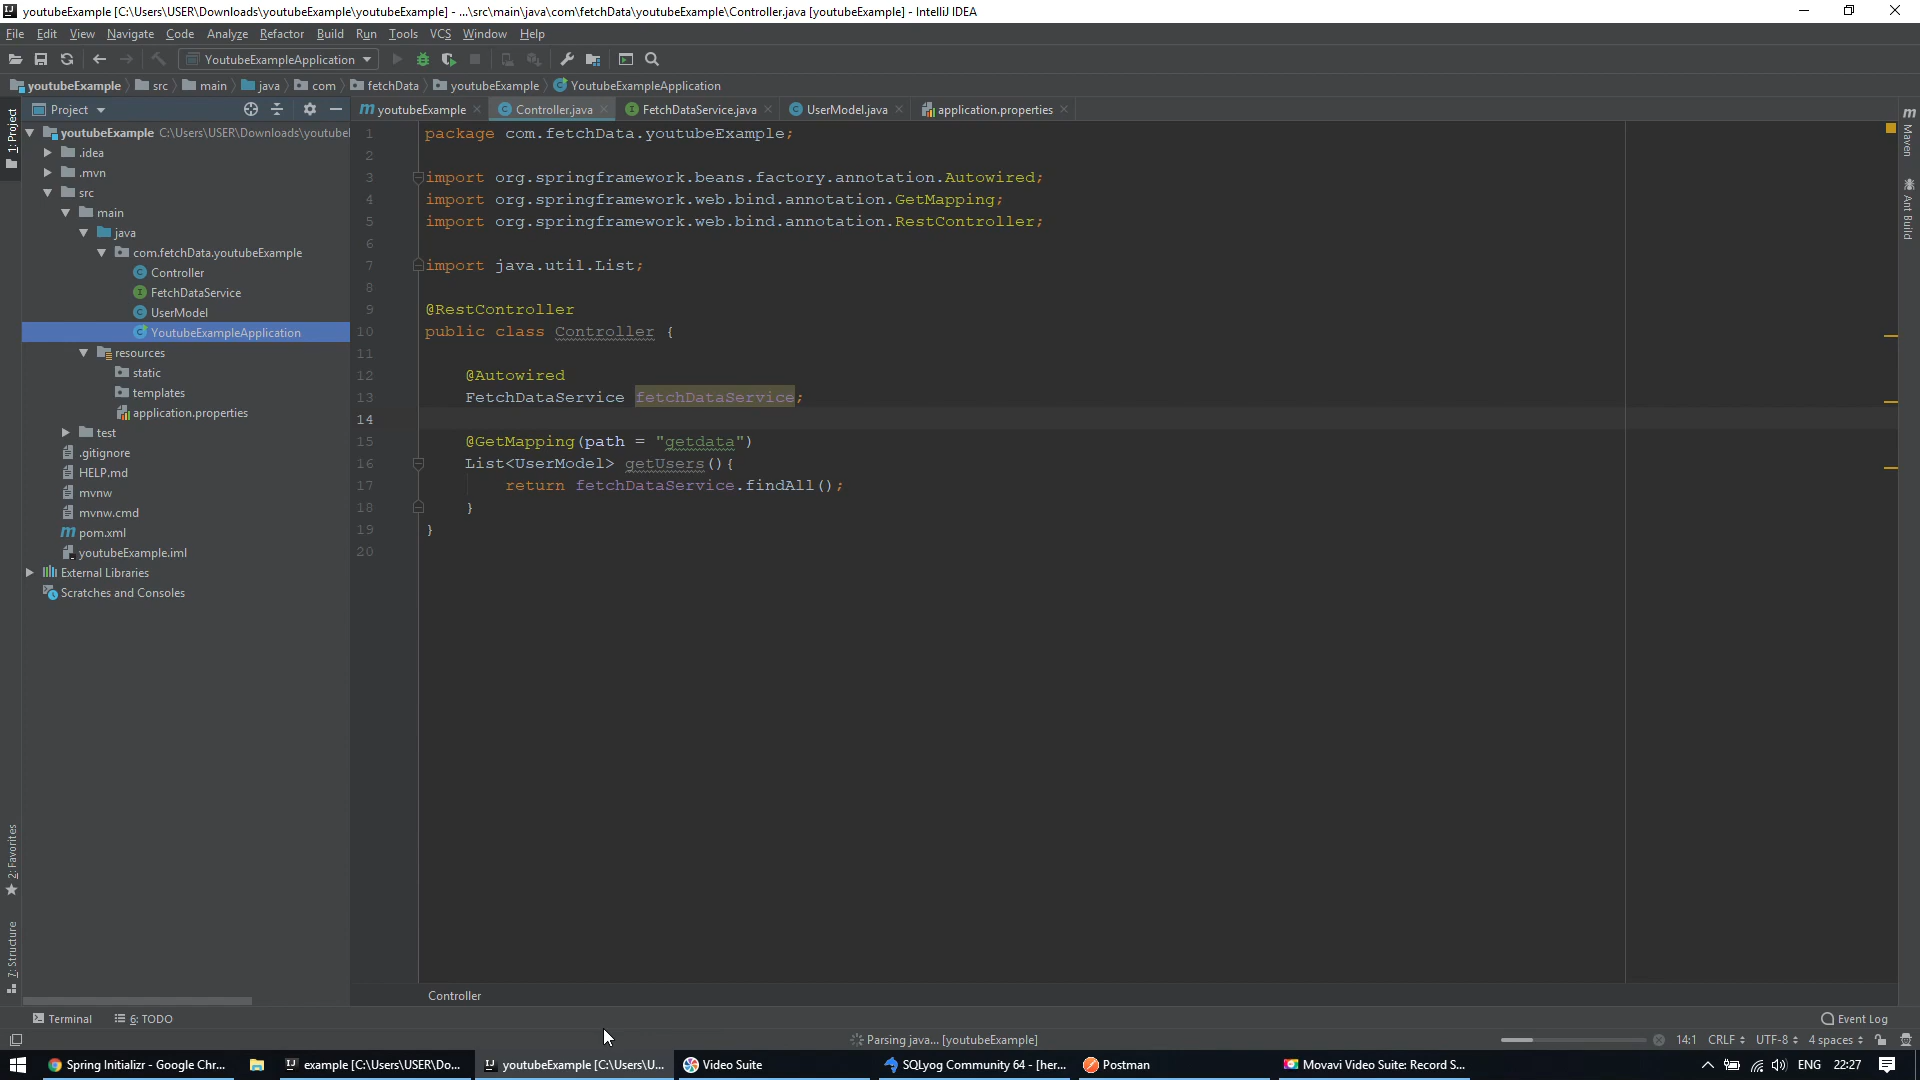 youtubeExample [C:\Users\USER\Downloads\youtubeExample\youtubeExample] - ...\src\main\java\com\fetchData\youtubeExample\Controller.java [youtubeExample] - IntelliJ IDEA
File Edit View Navigate Code Analyze Refactor Build Run Tools VCS Window Help
YoutubeExampleApplication
youtubeExample src main java com fetchData youtubeExample YoutubeExampleApplication
Project
youtubeExample Controller.java FetchDataService.java UserModel.java application.properties
1: Project
2: Favorites
7: Structure
Maven
Ant Build
youtubeExample C:\Users\USER\Downloads\youtubel
.idea
.mvn
src
main
java
com.fetchData.youtubeExample
Controller
FetchDataService
UserModel
YoutubeExampleApplication
resources
static
templates
application.properties
test
.gitignore
HELP.md
mvnw
mvnw.cmd
pom.xml
youtubeExample.iml
External Libraries
Scratches and Consoles
1 package com.fetchData.youtubeExample;
2
3 import org.springframework.beans.factory.annotation.Autowired;
4 import org.springframework.web.bind.annotation.GetMapping;
5 import org.springframework.web.bind.annotation.RestController;
6
7 import java.util.List;
8
9 @RestController
10 public class Controller {
11
12 @Autowired
13 FetchDataService fetchDataService;
14
15 @GetMapping(path = "getdata")
16 List<UserModel> getUsers(){
17 return fetchDataService.findAll();
18 }
19 }
20
Controller
Terminal 6: TODO Event Log
Parsing java... [youtubeExample] 14:1 CRLF UTF-8 4 spaces
Spring Initializr - Google Chr... example [C:\Users\USER\Do... youtubeExample [C:\Users\U... Video Suite SQLyog Community 64 - [her... Postman Movavi Video Suite: Record S... ENG 22:27